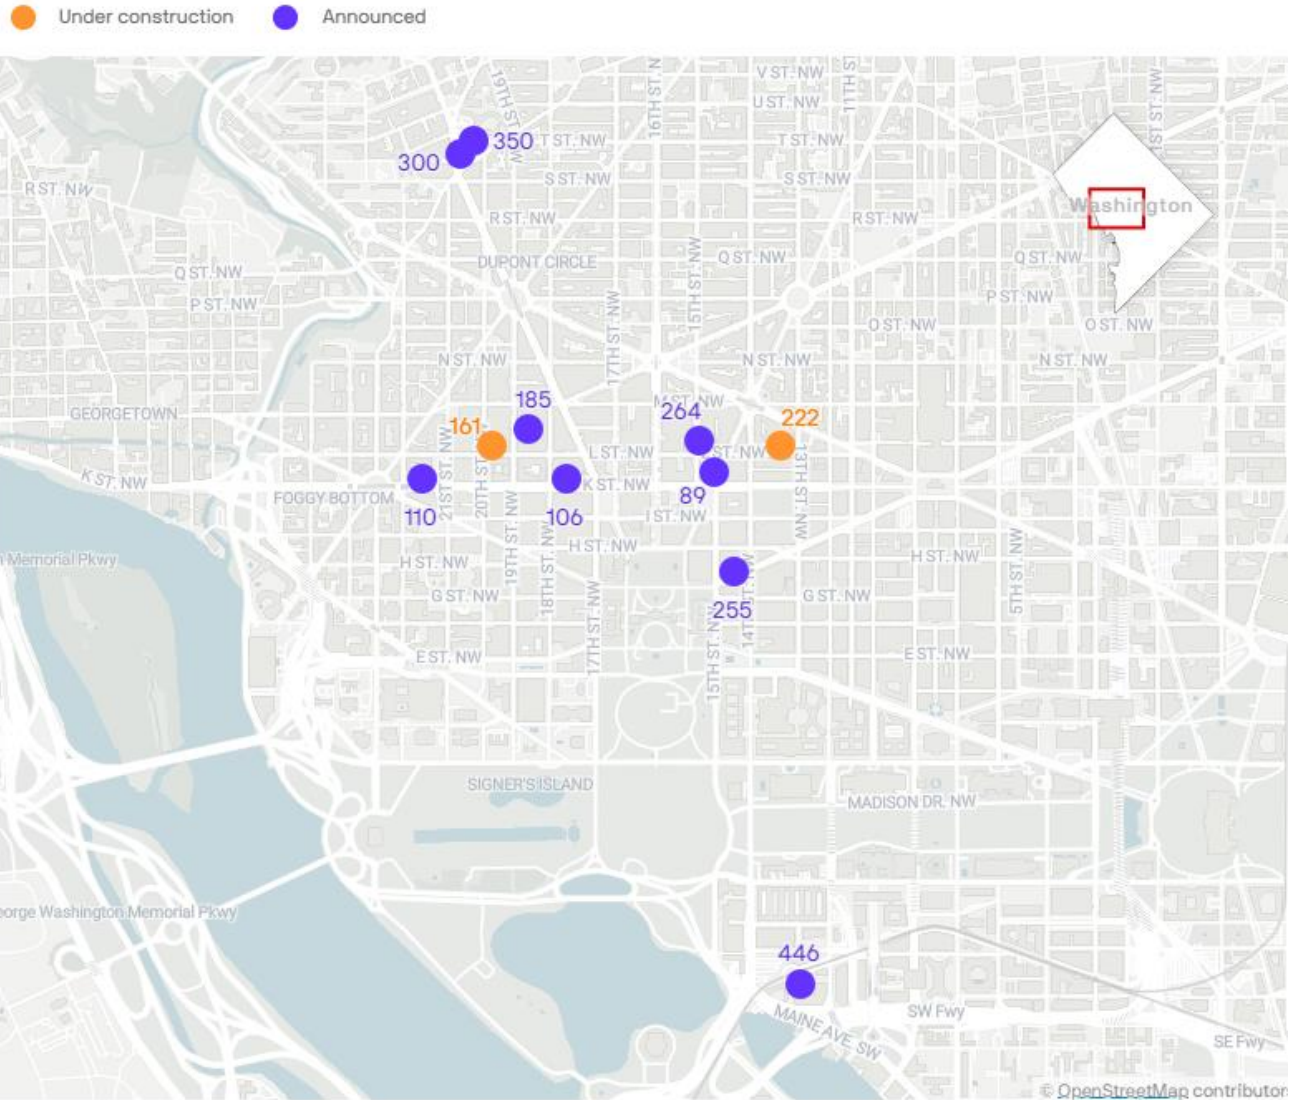 Under construction
Announced
19TH ST. NW
16TH ST. N
V ST. NW
11TH ST
U ST. NW
1ST ST. NW
350
T ST. NW
T ST. NW
300
S ST. NW
S ST. NW
R ST. NW
Washington
R ST. NW
R ST. NW
15TH ST. NW
DUPONT CIRCLE
Q ST. NW
Q ST. NW
Q ST. NW
P ST. NW
P ST. NW
17TH ST. NW
O ST. NW
O ST. NW
N ST. NW
N ST. NW
N ST. NW
185
M ST. NW
264
222
GEORGETOWN
161
21ST ST. NW
20TH ST.
L ST. NW
ST. NW
13TH ST. NW
K ST. NW
K ST. NW
FOGGY BOTTOM
89
110
106
I ST. NW
19TH ST. NW
18TH ST. NW
H ST. NW
H ST. NW
H ST. NW
5TH ST. NW
Memorial Pkwy
G ST. NW
G ST. NW
255
17TH ST. NW
15TH ST. NW
14TH ST. NW
E ST. NW
E ST. NW
SIGNER'S ISLAND
MADISON DR. NW
eorge Washington Memorial Pkwy
446
MAINE AVE. SW
SW Fwy
SE Fwy
© OpenStreetMap contributor